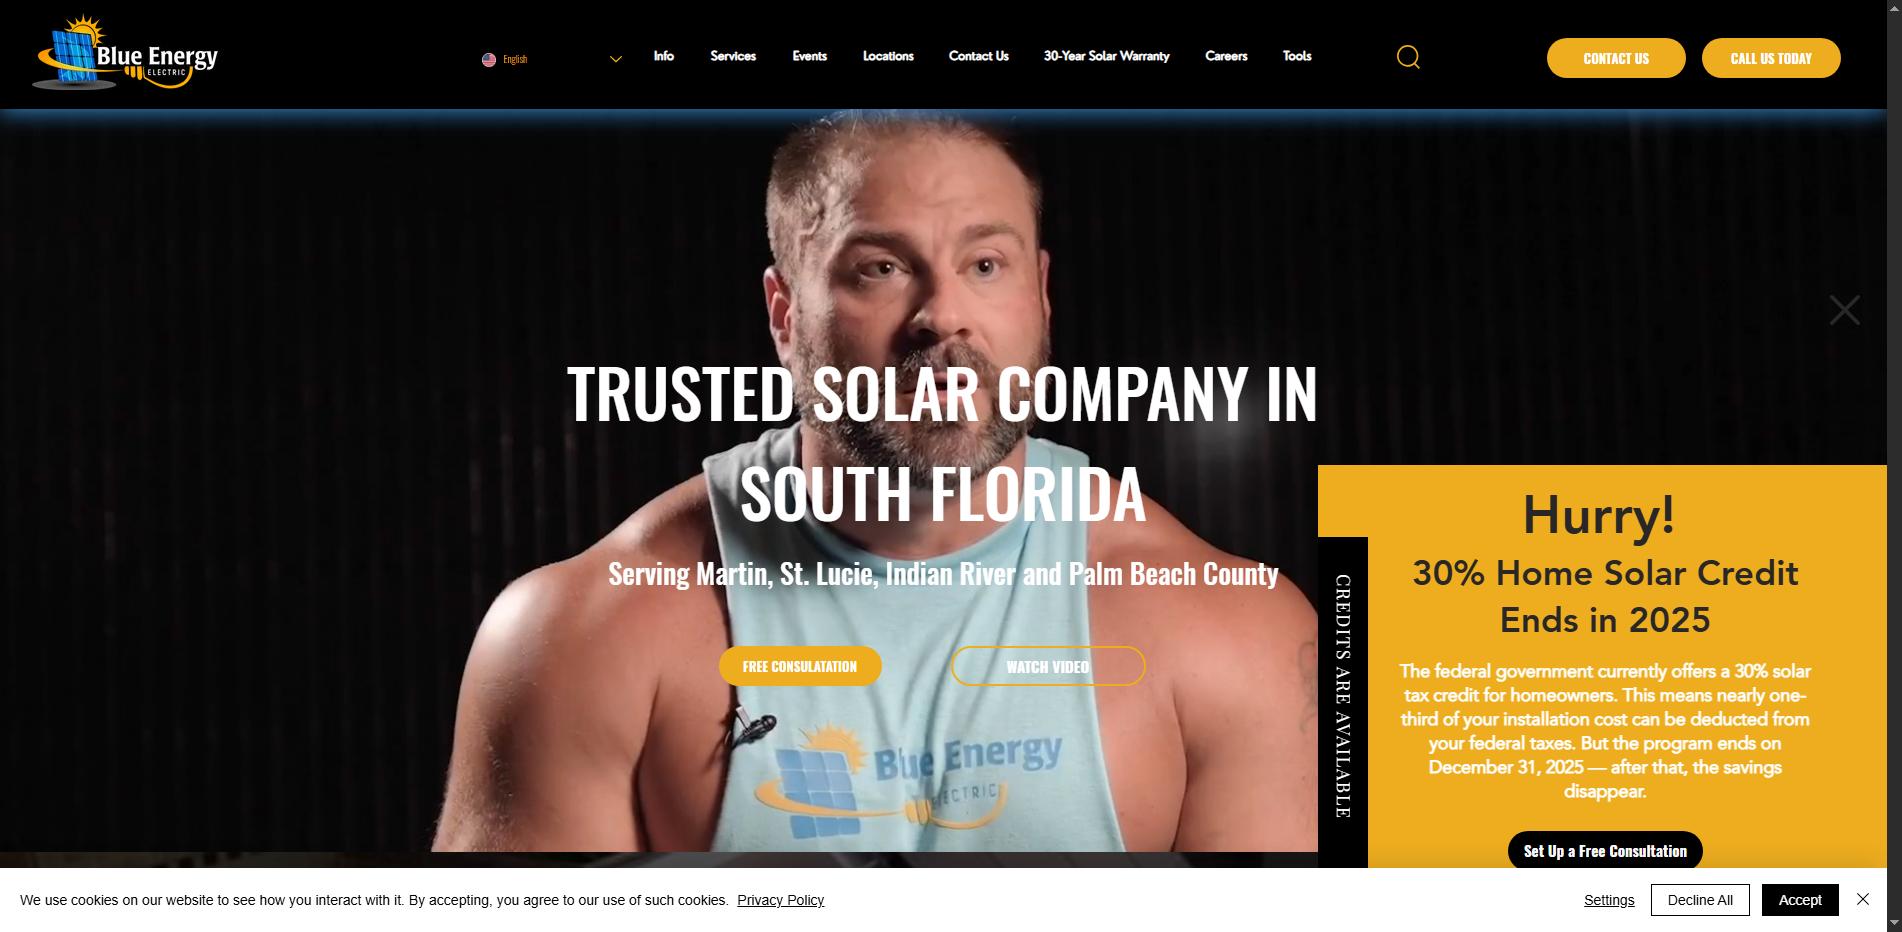 Blue Energy
ELECTRIC
English
Info
Services
Events
Locations
Contact Us
30-Year Solar Warranty
Careers
Tools
CONTACT US
CALL US TODAY
TRUSTED SOLAR COMPANY IN
SOUTH FLORIDA
Serving Martin, St. Lucie, Indian River and Palm Beach County
FREE CONSULATATION
WATCH VIDEO
Blue Energy
ELECTRIC
CREDITS ARE AVAILABLE
Hurry!
30% Home Solar Credit
Ends in 2025
The federal government currently offers a 30% solar
tax credit for homeowners. This means nearly one-
third of your installation cost can be deducted from
your federal taxes. But the program ends on
December 31, 2025 — after that, the savings
disappear.
Set Up a Free Consultation
We use cookies on our website to see how you interact with it. By accepting, you agree to our use of such cookies. Privacy Policy
Settings
Decline All
Accept